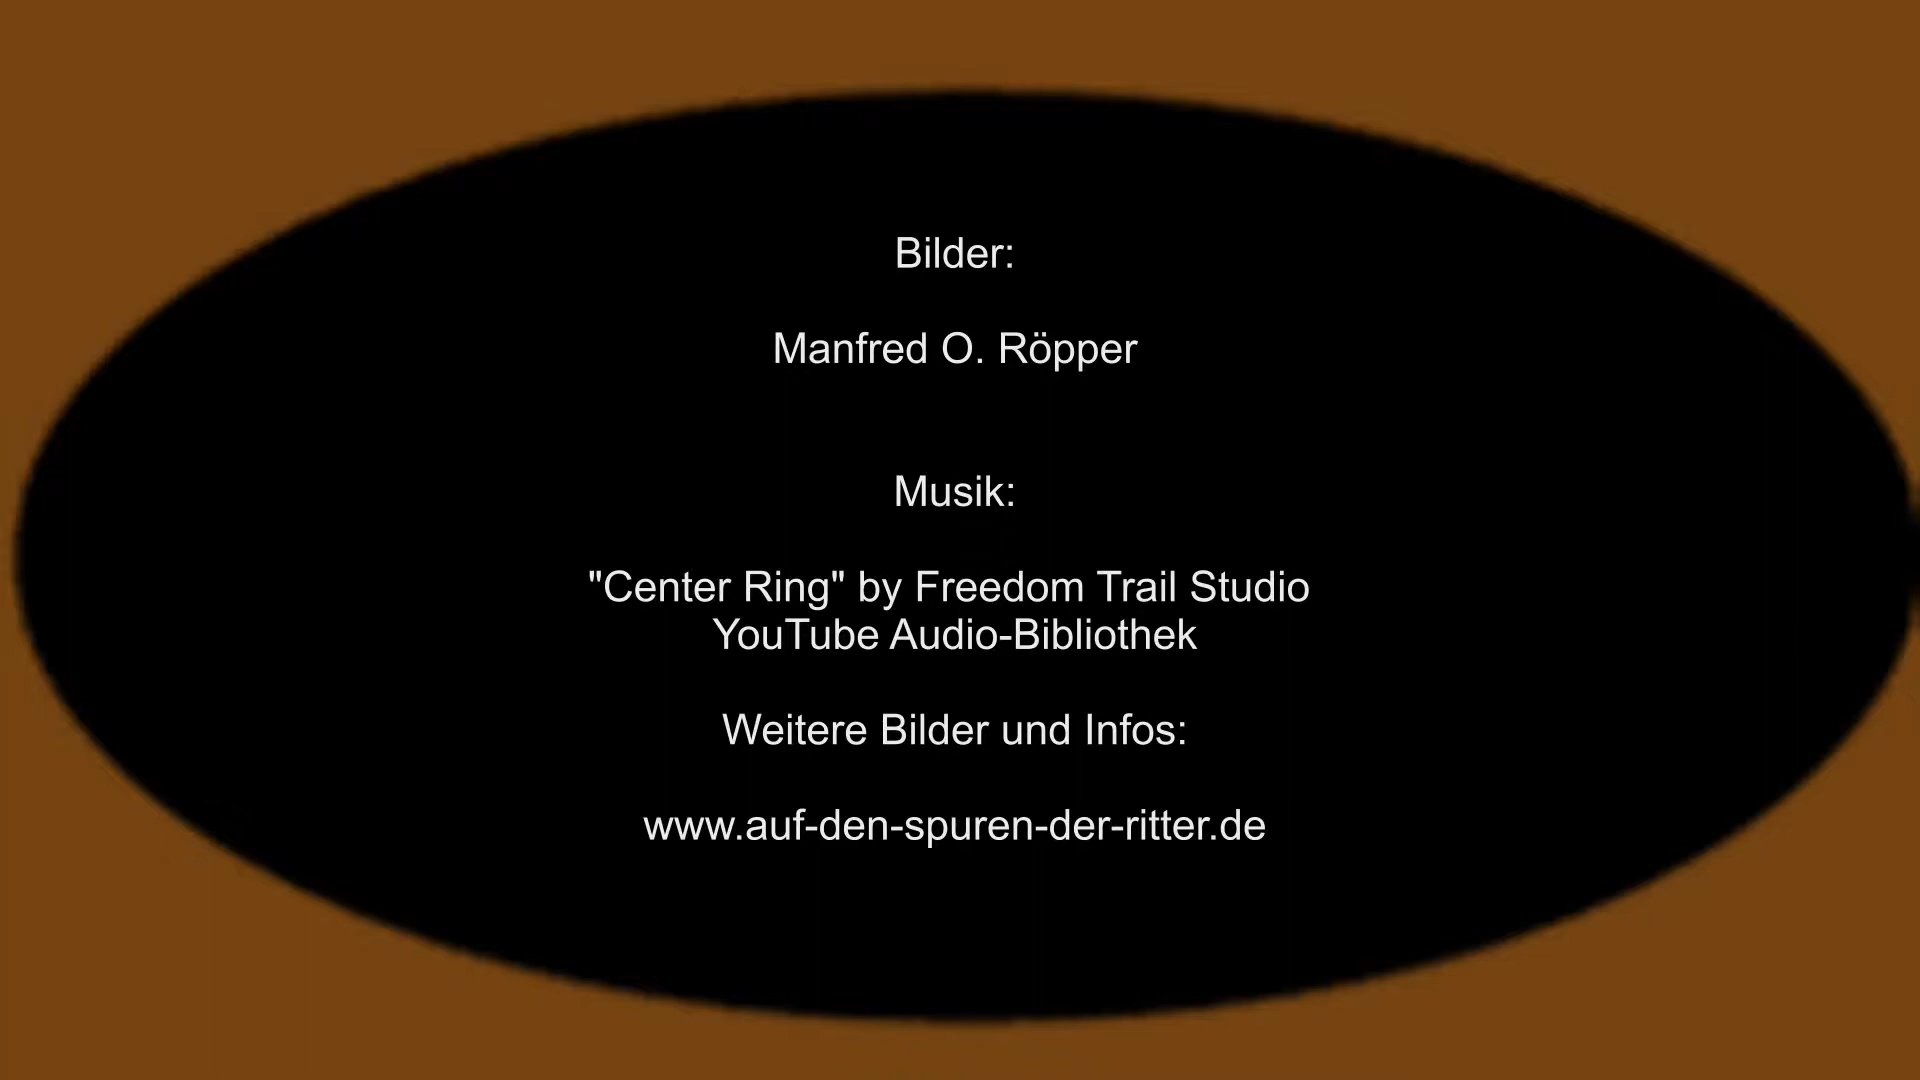 Bilder:
Manfred O. Röpper
Musik:
"Center Ring" by Freedom Trail Studio
YouTube Audio-Bibliothek
Weitere Bilder und Infos:
www.auf-den-spuren-der-ritter.de